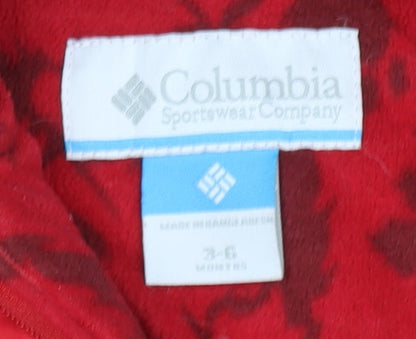 Columbia
Sportswear Company
MADE IN BANGLADESH
3-6
MONTHS